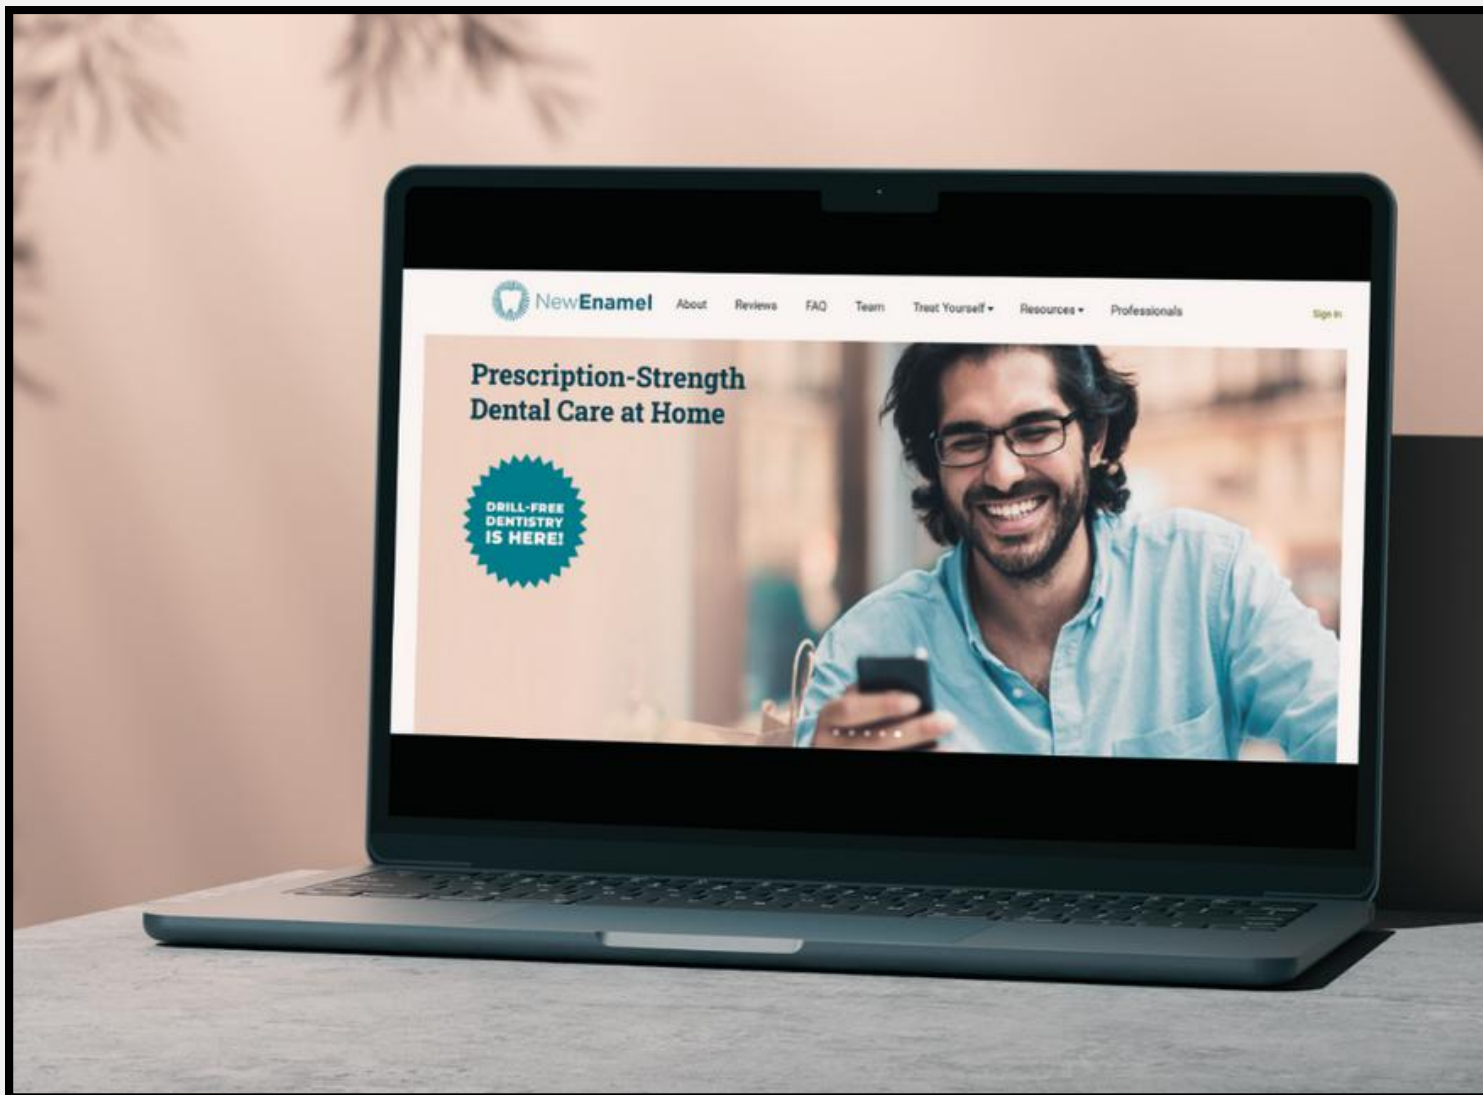 NewEnamel
About Reviews FAQ Team Treat Yourself Resources Professionals Sign In
Prescription-Strength
Dental Care at Home
DRILL-FREE
DENTISTRY
IS HERE!